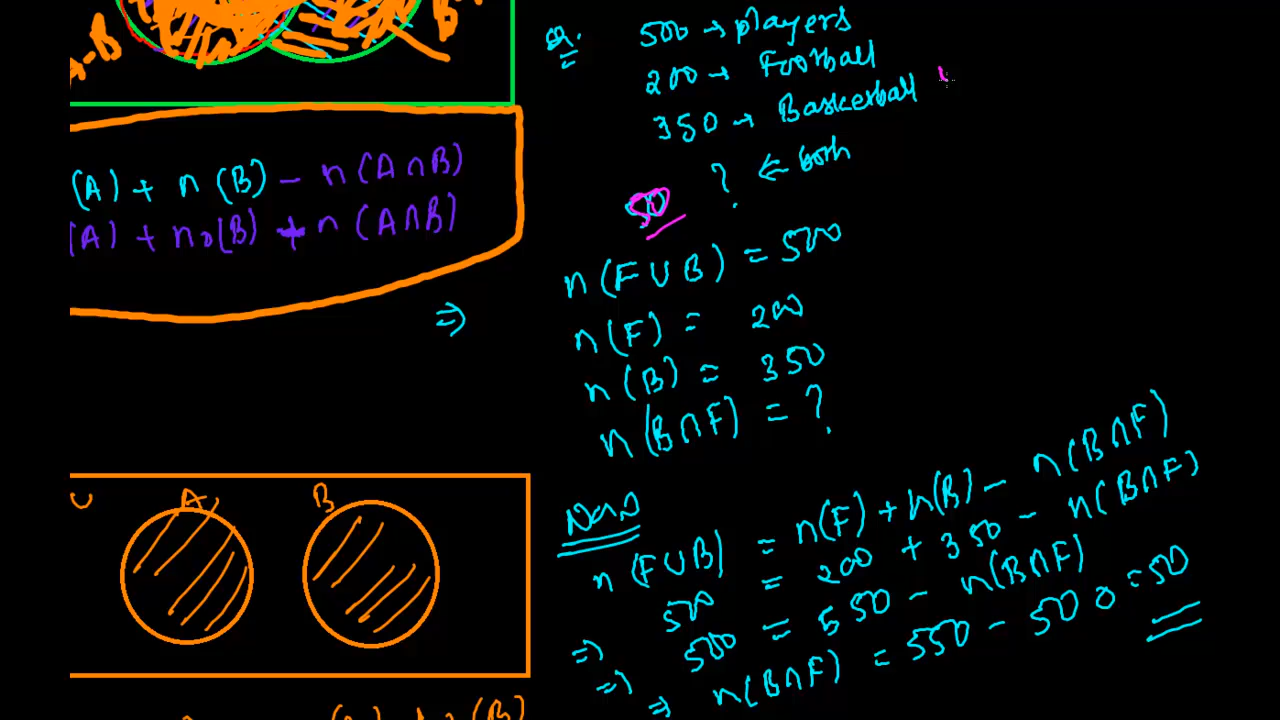 A-B
B
(A) + n(B) - n(A∩B)
(A) + n₀(B) + n(A∩B)
⇒
U A B
Q.
500 → players
200 → Football
350 → Basketball
? ← both
50
n(F∪B) = 500
n(F) = 200
n(B) = 350
n(B∩F) = ?
Now
n(F∪B) = n(F) + n(B) - n(B∩F)
500 = 200 + 350 - n(B∩F)
⇒ 500 = 550 - n(B∩F)
⇒
⇒ n(B∩F) = 550 - 500 = 50